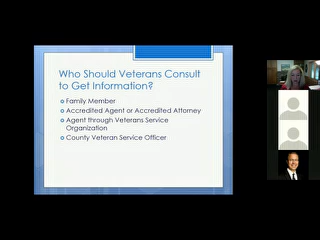 Who Should Veterans Consult
to Get Information?
Family Member
Accredited Agent or Accredited Attorney
Agent through Veterans Service
Organization
County Veteran Service Officer